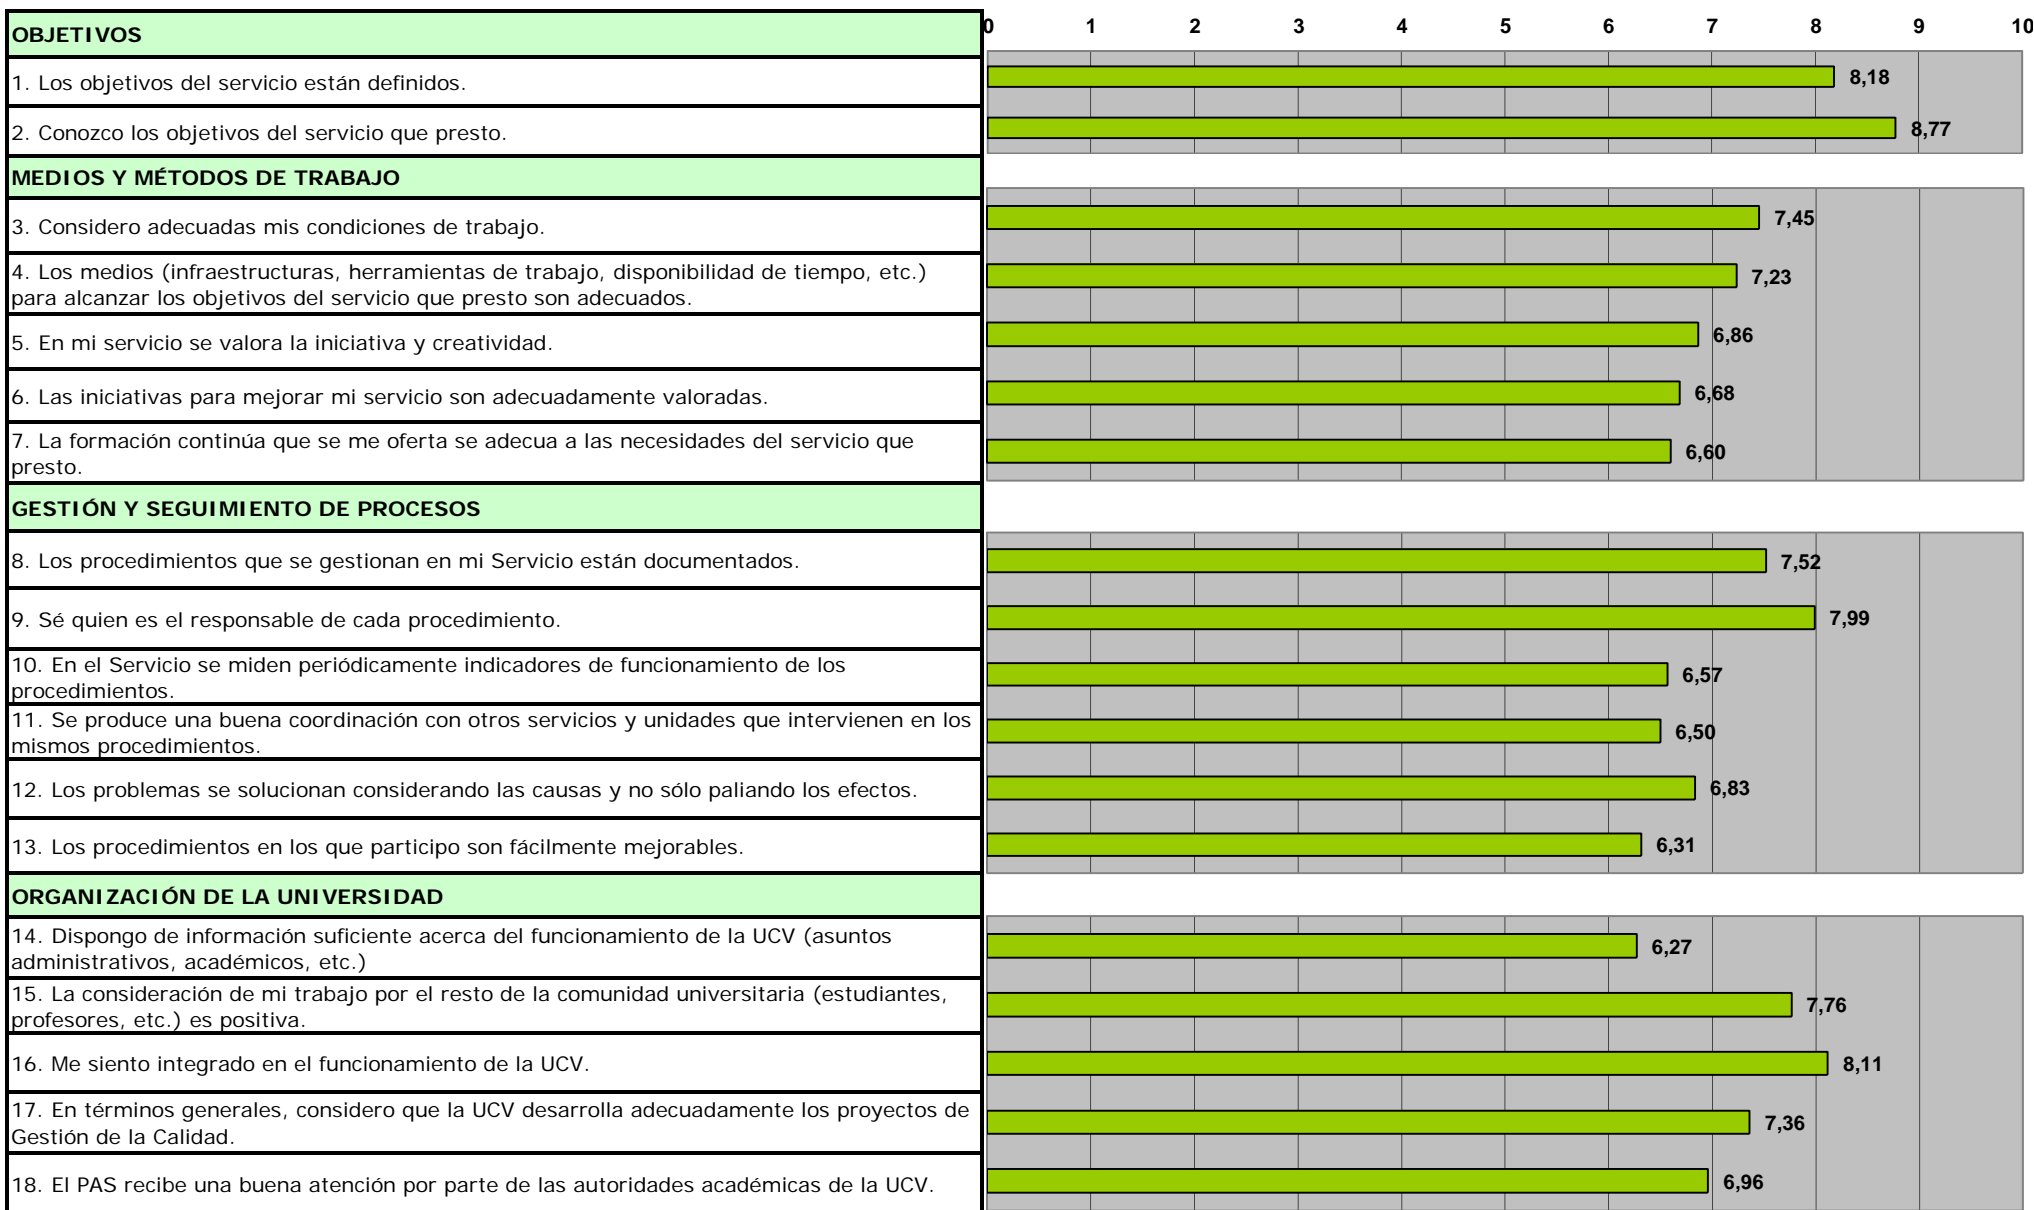 OBJETIVOS
0 1 2 3 4 5 6 7 8 9 10
1. Los objetivos del servicio están definidos.
8,18
2. Conozco los objetivos del servicio que presto.
8,77
MEDIOS Y MÉTODOS DE TRABAJO
3. Considero adecuadas mis condiciones de trabajo.
7,45
4. Los medios (infraestructuras, herramientas de trabajo, disponibilidad de tiempo, etc.)
para alcanzar los objetivos del servicio que presto son adecuados.
7,23
5. En mi servicio se valora la iniciativa y creatividad.
6,86
6. Las iniciativas para mejorar mi servicio son adecuadamente valoradas.
6,68
7. La formación continúa que se me oferta se adecua a las necesidades del servicio que
presto.
6,60
GESTIÓN Y SEGUIMIENTO DE PROCESOS
8. Los procedimientos que se gestionan en mi Servicio están documentados.
7,52
9. Sé quien es el responsable de cada procedimiento.
7,99
10. En el Servicio se miden periódicamente indicadores de funcionamiento de los
procedimientos.
6,57
11. Se produce una buena coordinación con otros servicios y unidades que intervienen en los
mismos procedimientos.
6,50
12. Los problemas se solucionan considerando las causas y no sólo paliando los efectos.
6,83
13. Los procedimientos en los que participo son fácilmente mejorables.
6,31
ORGANIZACIÓN DE LA UNIVERSIDAD
14. Dispongo de información suficiente acerca del funcionamiento de la UCV (asuntos
administrativos, académicos, etc.)
6,27
15. La consideración de mi trabajo por el resto de la comunidad universitaria (estudiantes,
profesores, etc.) es positiva.
7,76
16. Me siento integrado en el funcionamiento de la UCV.
8,11
17. En términos generales, considero que la UCV desarrolla adecuadamente los proyectos de
Gestión de la Calidad.
7,36
18. El PAS recibe una buena atención por parte de las autoridades académicas de la UCV.
6,96